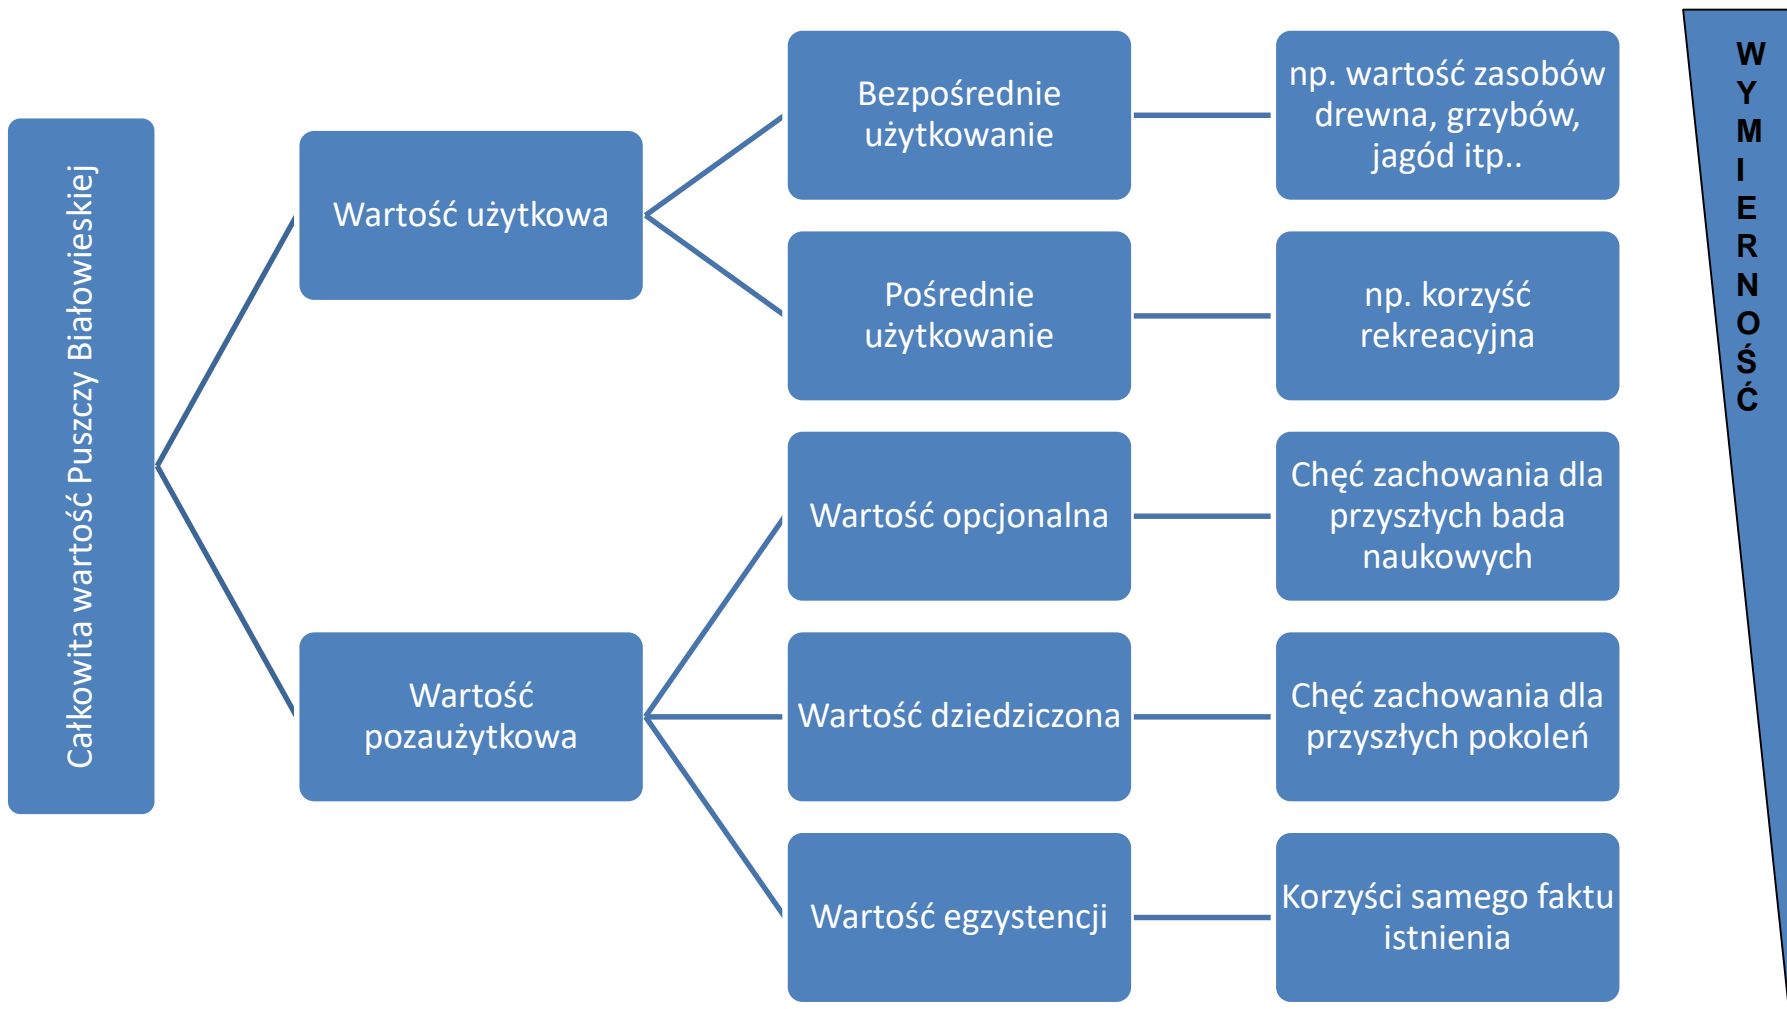 Całkowita wartość Puszczy Białowieskiej
Wartość użytkowa
Bezpośrednie
użytkowanie
np. wartość zasobów
drewna, grzybów,
jagód itp..
Pośrednie
użytkowanie
np. korzyść
rekreacyjna
Wartość
pozaużytkowa
Wartość opcjonalna
Chęć zachowania dla
przyszłych bada
naukowych
Wartość dziedziczona
Chęć zachowania dla
przyszłych pokoleń
Wartość egzystencji
Korzyści samego faktu
istnienia
W
Y
M
I
E
R
N
O
Ś
Ć